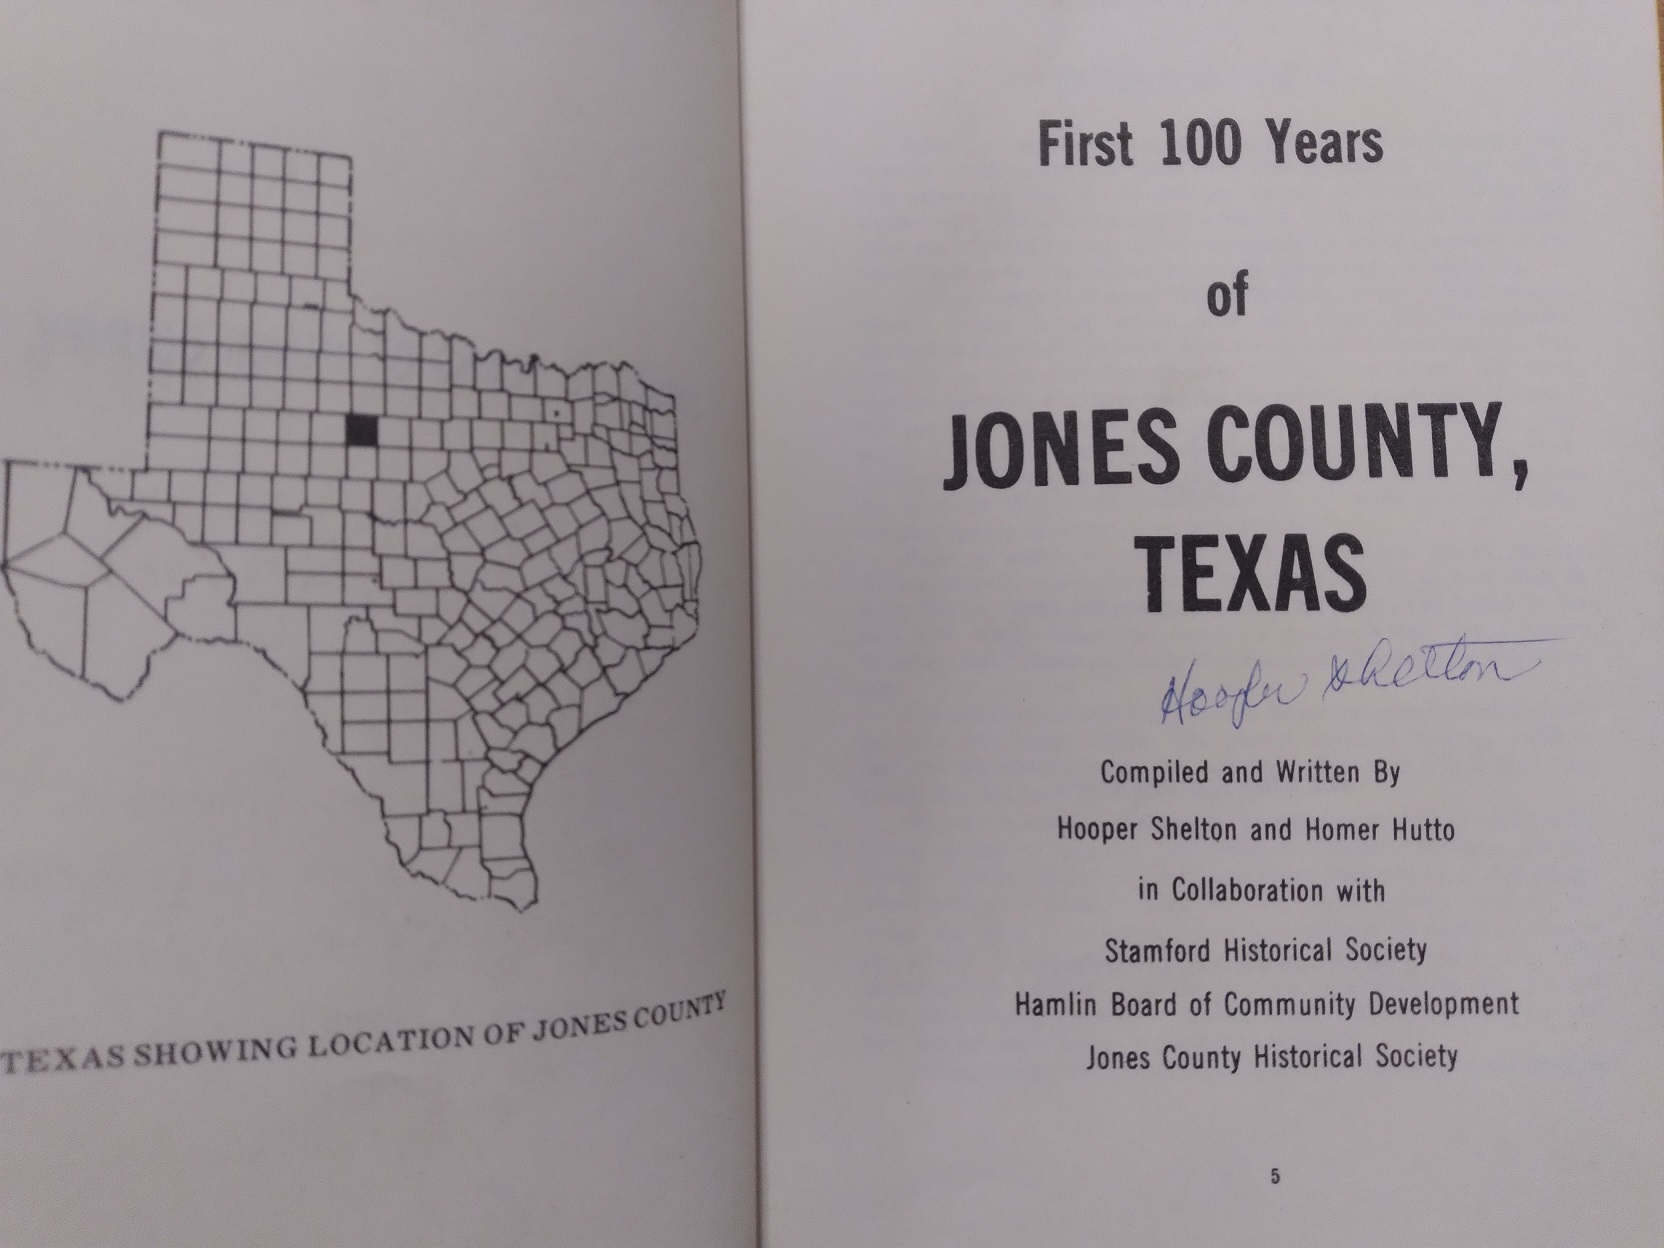 TEXAS SHOWING LOCATION OF JONES COUNTY
First 100 Years
of
JONES COUNTY,
TEXAS
Hooper Shelton
Compiled and Written By
Hooper Shelton and Homer Hutto
in Collaboration with
Stamford Historical Society
Hamlin Board of Community Development
Jones County Historical Society
5